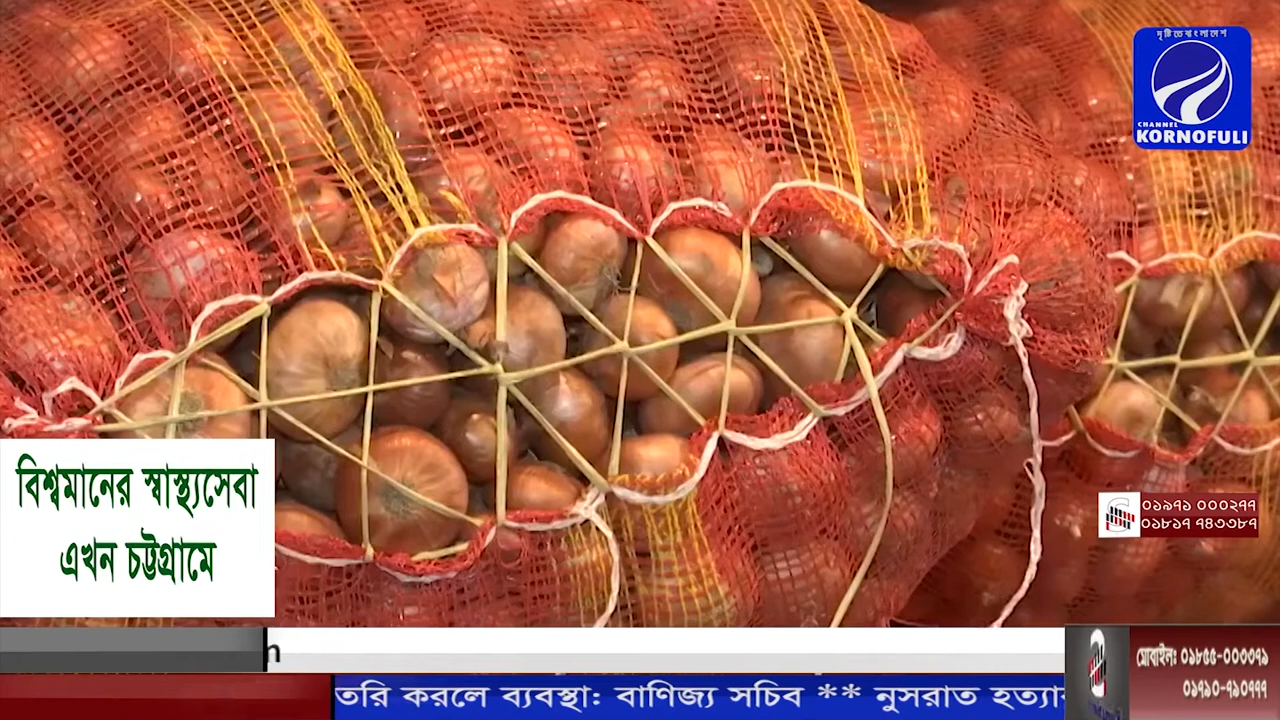 দৃষ্টিতে বাংলাদেশ
CHANNEL
KORNOFULI
বিশ্বমানের স্বাস্থ্যসেবা
এখন চট্টগ্রামে
০১৯৭১ ০০০২৭৭
০১৮১৭ ৭৪৩৩৮৭
মোবাইল: ০১৮৫৫-০০৩৩৭১
০১৭১০-৭১০৭৭৭
তরি করলে ব্যবস্থা: বাণিজ্য সচিব ** নুসরাত হত্যা